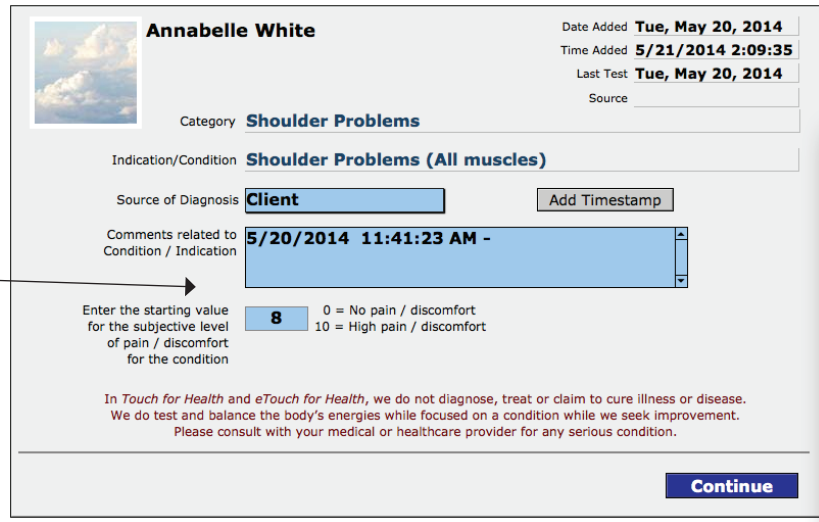 Annabelle White
Date Added Tue, May 20, 2014
Time Added 5/21/2014 2:09:35
Last Test Tue, May 20, 2014
Source
Category Shoulder Problems
Indication/Condition Shoulder Problems (All muscles)
Source of Diagnosis Client Add Timestamp
Comments related to
Condition / Indication
5/20/2014 11:41:23 AM -
Enter the starting value
for the subjective level
of pain / discomfort
for the condition
8
0 = No pain / discomfort
10 = High pain / discomfort
In Touch for Health and eTouch for Health, we do not diagnose, treat or claim to cure illness or disease.
We do test and balance the body's energies while focused on a condition while we seek improvement.
Please consult with your medical or healthcare provider for any serious condition.
Continue